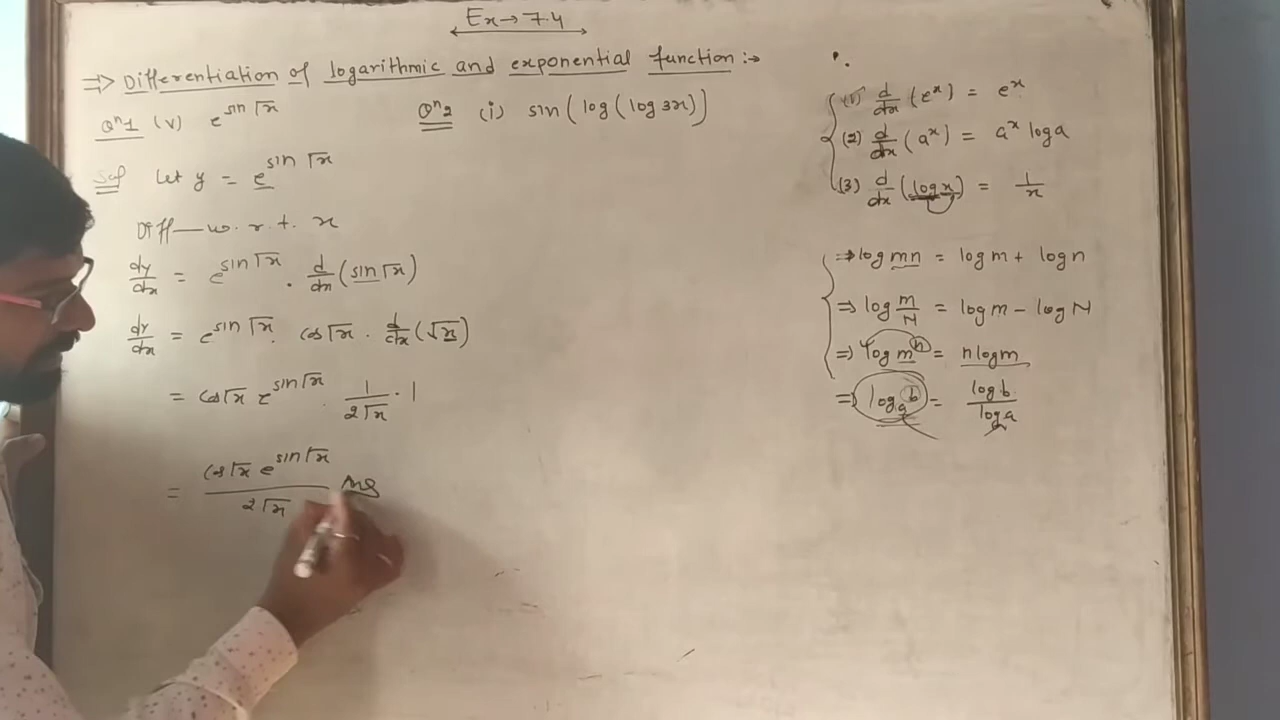 Ex→7.4
⇒ Differentiation of logarithmic and exponential function :→
Qⁿ1 (v) e^{sin√x}
Sol Let y = e^{sin√x}
Diff— w. r. t. x
dy/dx = e^{sin√x} . d/dx (sin√x)
dy/dx = e^{sin√x} . cos√x . d/dx (√x)
= cos√x e^{sin√x} . 1/2√x . 1
= cos√x e^{sin√x} / 2√x Ans
Qⁿ2 (i) sin(log(log3x))
(1) d/dx (e^x) = e^x
(2) d/dx (a^x) = a^x log a
(3) d/dx (log x) = 1/x
⇒ log mn = log m + log n
⇒ log m/N = log m − log N
⇒ log m^n = n log m
⇒ log_a b = log b / log a